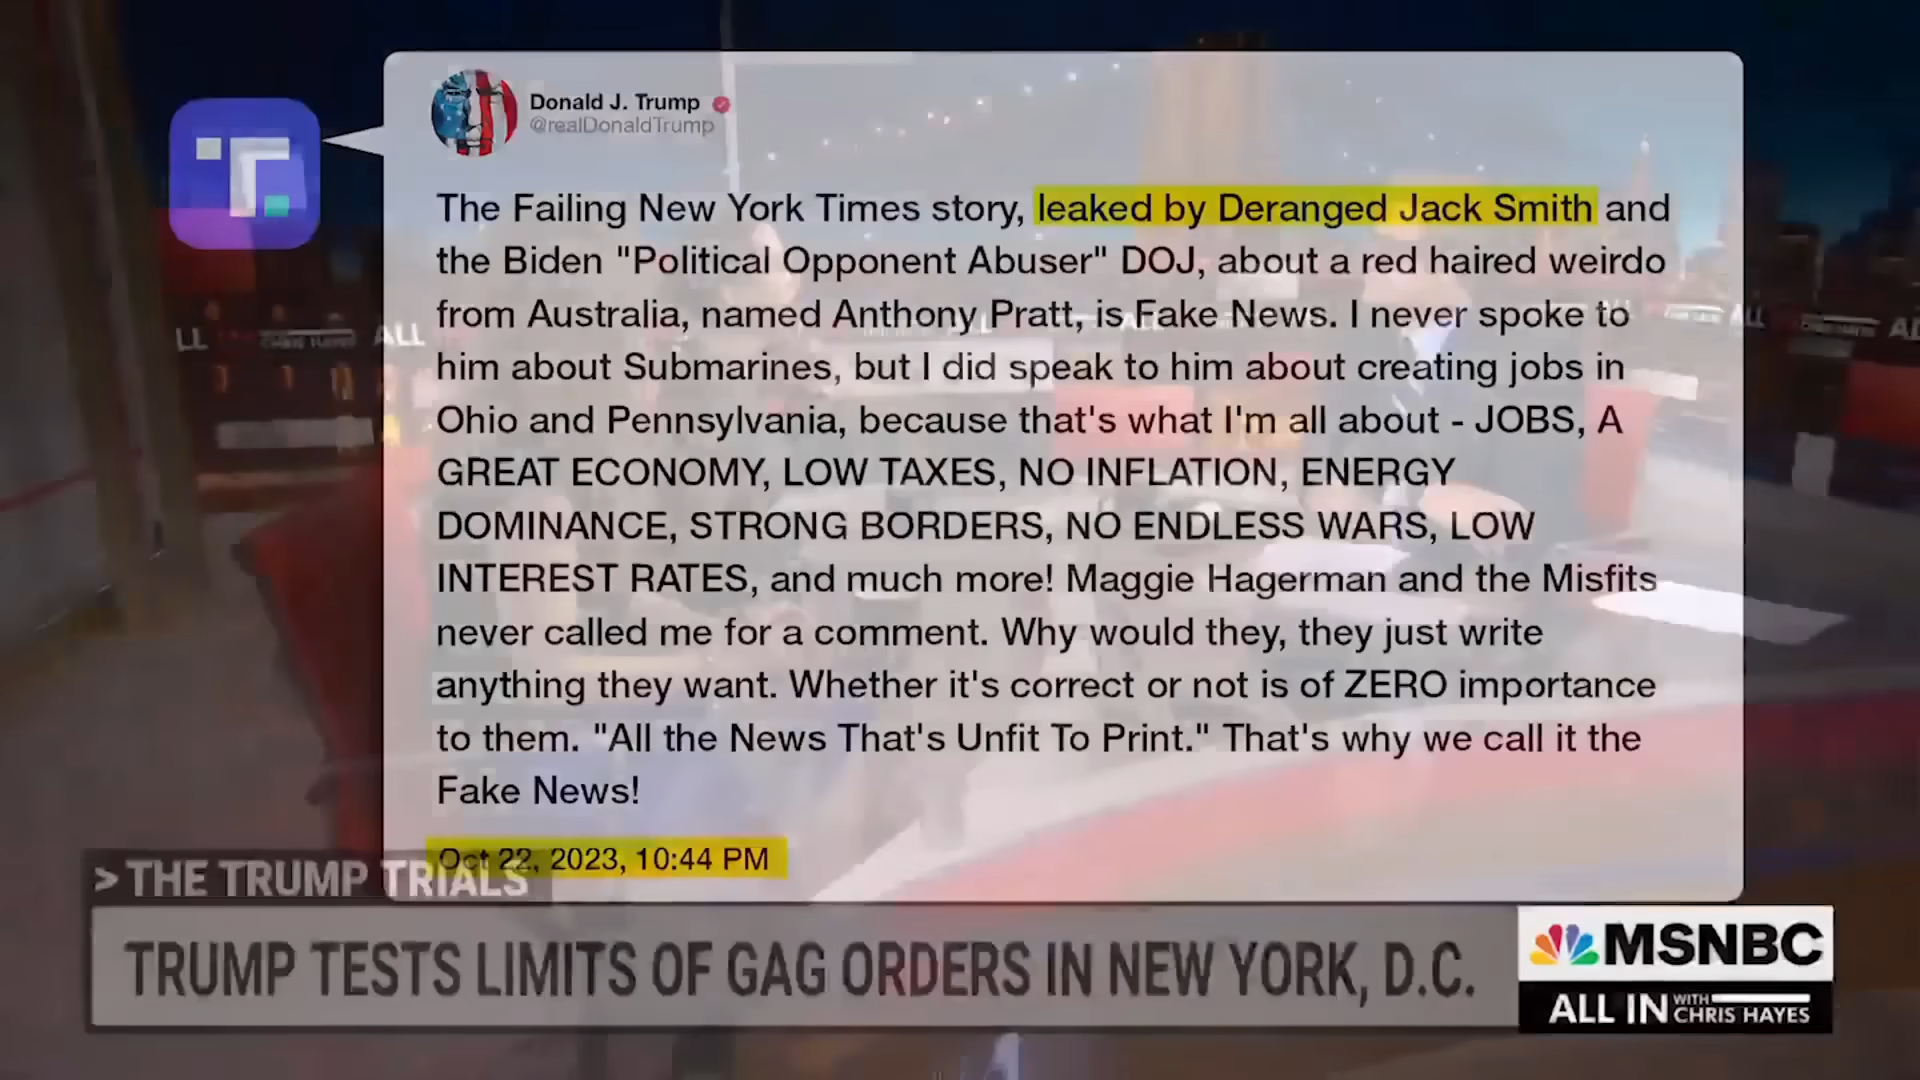 Donald J. Trump
@realDonaldTrump
The Failing New York Times story, leaked by Deranged Jack Smith and
the Biden "Political Opponent Abuser" DOJ, about a red haired weirdo
from Australia, named Anthony Pratt, is Fake News. I never spoke to
him about Submarines, but I did speak to him about creating jobs in
Ohio and Pennsylvania, because that's what I'm all about - JOBS, A
GREAT ECONOMY, LOW TAXES, NO INFLATION, ENERGY
DOMINANCE, STRONG BORDERS, NO ENDLESS WARS, LOW
INTEREST RATES, and much more! Maggie Hagerman and the Misfits
never called me for a comment. Why would they, they just write
anything they want. Whether it's correct or not is of ZERO importance
to them. "All the News That's Unfit To Print." That's why we call it the
Fake News!
Oct 22, 2023, 10:44 PM
> THE TRUMP TRIALS
TRUMP TESTS LIMITS OF GAG ORDERS IN NEW YORK, D.C.
MSNBC
ALL IN WITH CHRIS HAYES
ALL